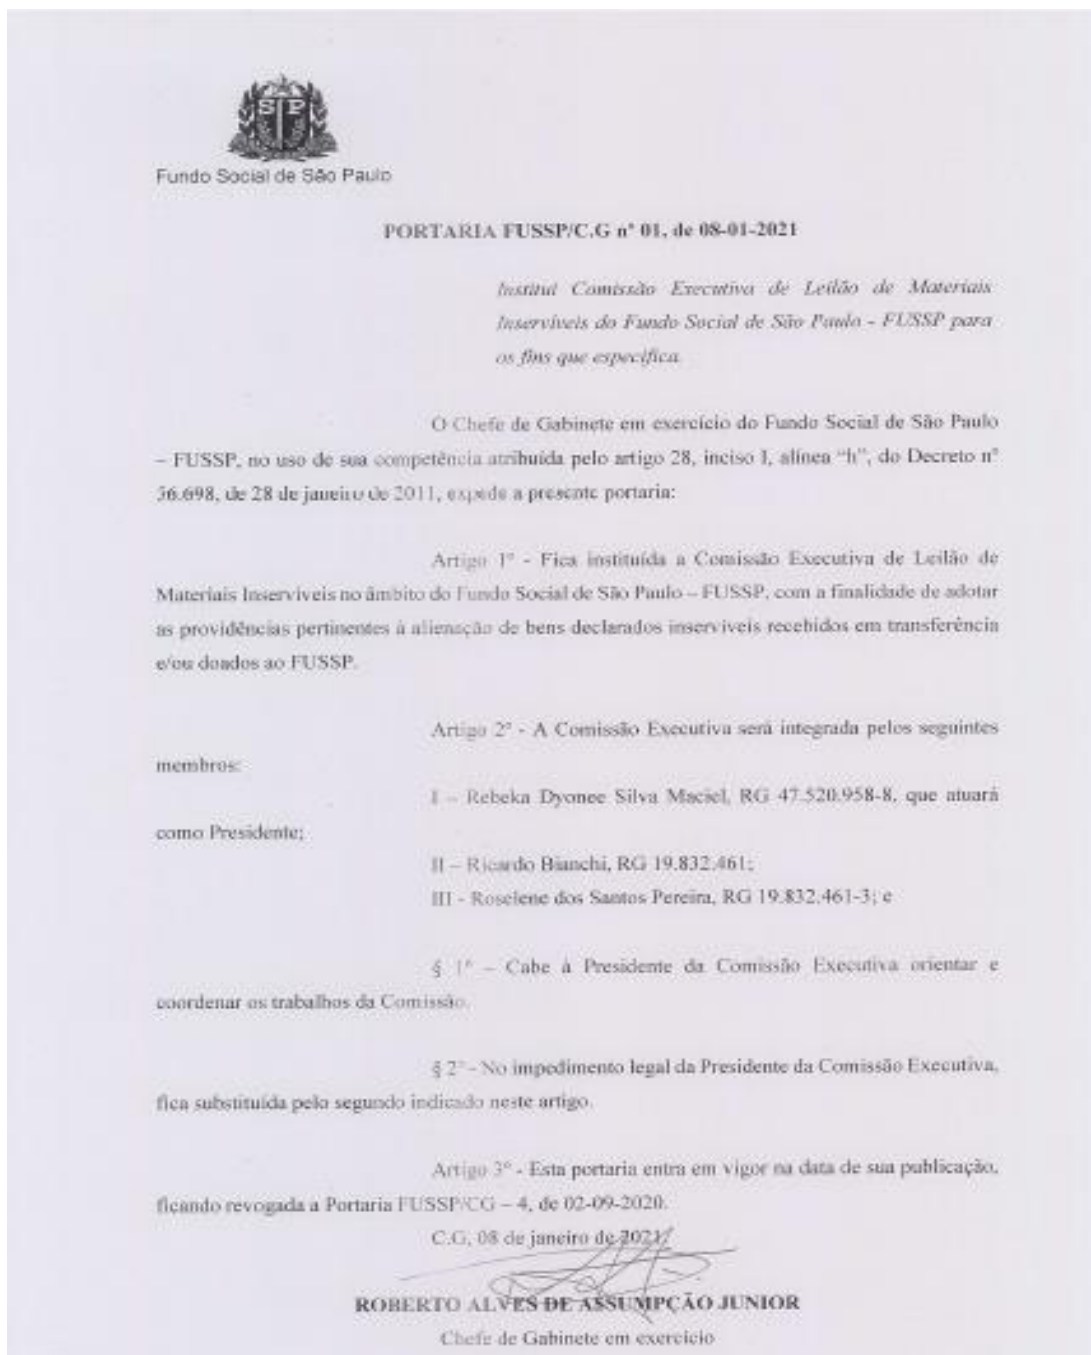 SP
Fundo Social de São Paulo
PORTARIA FUSSP/C.G nº 01, de 08-01-2021
Institui Comissão Executiva de Leilão de Materiais
Inservíveis do Fundo Social de São Paulo - FUSSP para
os fins que especifica.
O Chefe de Gabinete em exercício do Fundo Social de São Paulo
– FUSSP, no uso de sua competência atribuída pelo artigo 28, inciso I, alínea “h”, do Decreto nº
56.698, de 28 de janeiro de 2011, expede a presente portaria:
Artigo 1º - Fica instituída a Comissão Executiva de Leilão de
Materiais Inservíveis no âmbito do Fundo Social de São Paulo – FUSSP, com a finalidade de adotar
as providências pertinentes à alienação de bens declarados inservíveis recebidos em transferência
e/ou doados ao FUSSP.
Artigo 2º - A Comissão Executiva será integrada pelos seguintes
membros:
I – Rebeka Dyonee Silva Maciel, RG 47.520.958-8, que atuará
como Presidente;
II – Ricardo Bianchi, RG 19.832.461;
III - Roselene dos Santos Pereira, RG 19.832.461-3; e
§ 1º – Cabe à Presidente da Comissão Executiva orientar e
coordenar os trabalhos da Comissão.
§ 2º - No impedimento legal da Presidente da Comissão Executiva,
fica substituída pelo segundo indicado neste artigo.
Artigo 3º - Esta portaria entra em vigor na data de sua publicação,
ficando revogada a Portaria FUSSP/CG – 4, de 02-09-2020.
C.G, 08 de janeiro de 2021
ROBERTO ALVES DE ASSUMPÇÃO JUNIOR
Chefe de Gabinete em exercício